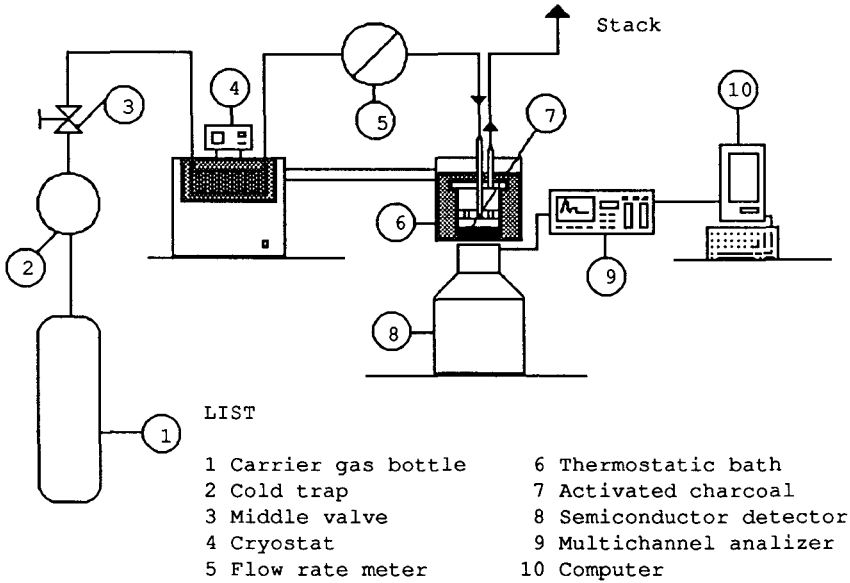 Stack
1
2
3
4
5
6
7
8
9
10
LIST
1 Carrier gas bottle
2 Cold trap
3 Middle valve
4 Cryostat
5 Flow rate meter
6 Thermostatic bath
7 Activated charcoal
8 Semiconductor detector
9 Multichannel analizer
10 Computer